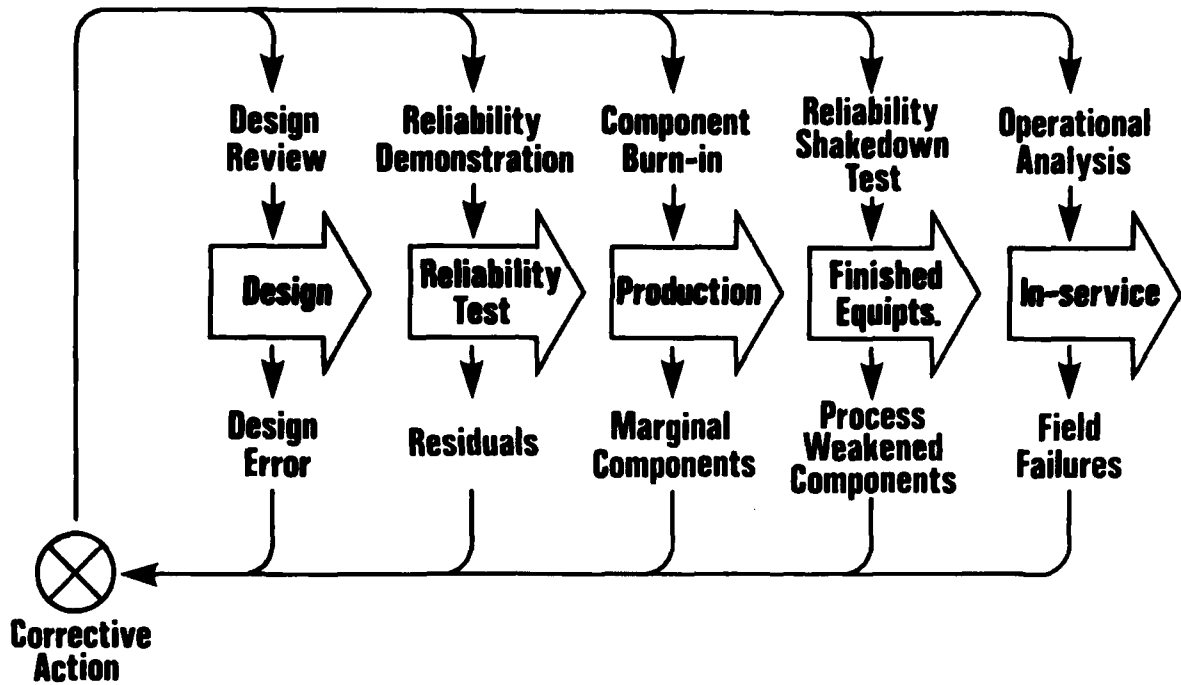 Design
Review
Reliability
Demonstration
Component
Burn-in
Reliability
Shakedown
Test
Operational
Analysis
Design
Reliability
Test
Production
Finished
Equipts.
In-service
Design
Error
Residuals
Marginal
Components
Process
Weakened
Components
Field
Failures
Corrective
Action